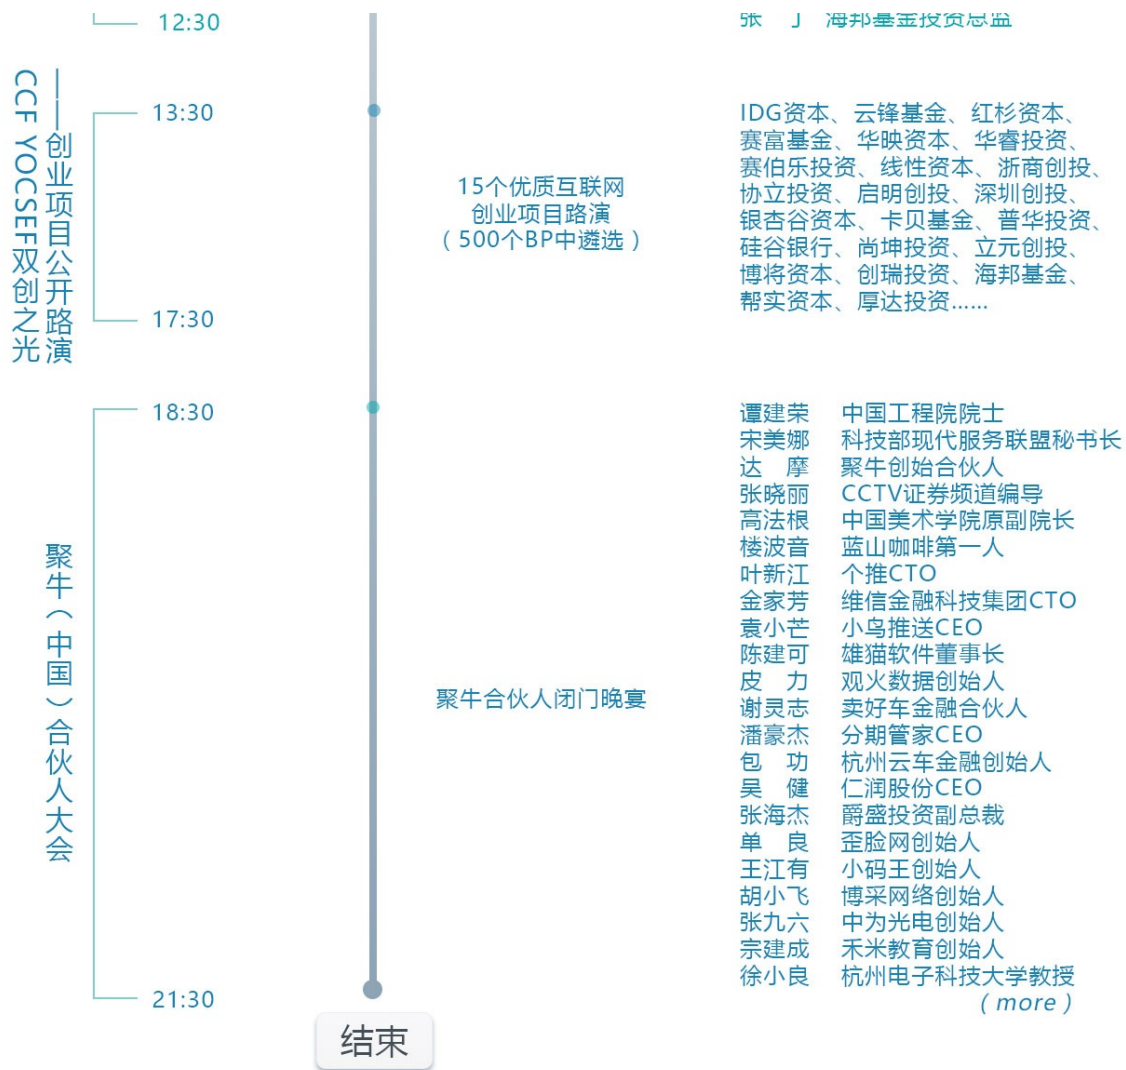 12:30
海邦基金投资总监
CCF YOCSEF双创之光
——创业项目公开路演
13:30
17:30
15个优质互联网
创业项目路演
（500个BP中遴选）
IDG资本、云锋基金、红杉资本、
赛富基金、华映资本、华睿投资、
赛伯乐投资、线性资本、浙商创投、
协立投资、启明创投、深圳创投、
银杏谷资本、卡贝基金、普华投资、
硅谷银行、尚坤投资、立元创投、
博将资本、创瑞投资、海邦基金、
帮实资本、厚达投资……
聚牛（中国）合伙人大会
18:30
21:30
聚牛合伙人闭门晚宴
谭建荣 中国工程院院士
宋美娜 科技部现代服务联盟秘书长
达 摩 聚牛创始合伙人
张晓丽 CCTV证券频道编导
高法根 中国美术学院原副院长
楼波音 蓝山咖啡第一人
叶新江 个推CTO
金家芳 维信金融科技集团CTO
袁小芒 小鸟推送CEO
陈建可 雄猫软件董事长
皮 力 观火数据创始人
谢灵志 卖好车金融合伙人
潘豪杰 分期管家CEO
包 功 杭州云车金融创始人
吴 健 仁润股份CEO
张海杰 爵盛投资副总裁
单 良 歪脸网创始人
王江有 小码王创始人
胡小飞 博采网络创始人
张九六 中为光电创始人
宗建成 禾米教育创始人
徐小良 杭州电子科技大学教授
（more）
结束